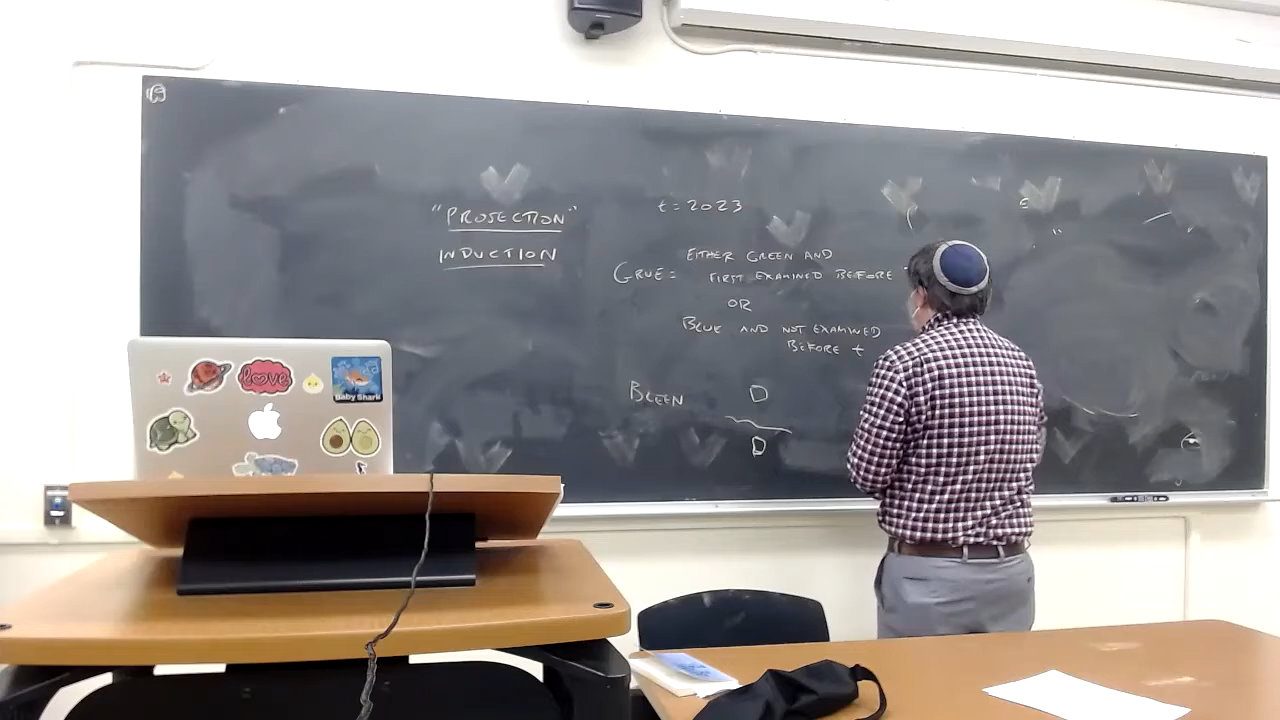 "PROJECTION"
INDUCTION
t = 2023
GRUE = EITHER GREEN AND
FIRST EXAMINED BEFORE
OR
BLUE AND NOT EXAMINED
BEFORE t
BLEEN
D
D
love
Baby Shark